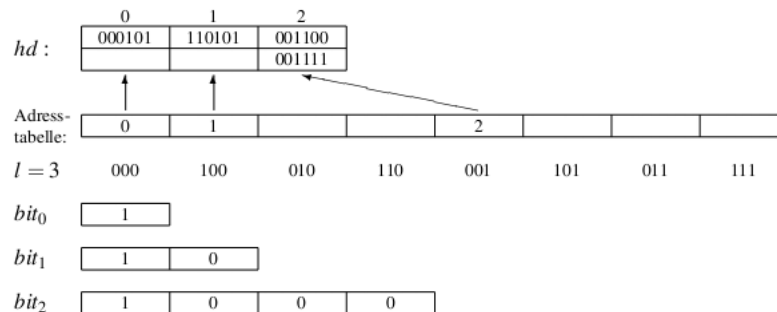 0 1 2
hd : 000101 110101 001100
001111
Adress-
tabelle: 0 1 2
l = 3 000 100 010 110 001 101 011 111
bit0 1
bit1 1 0
bit2 1 0 0 0